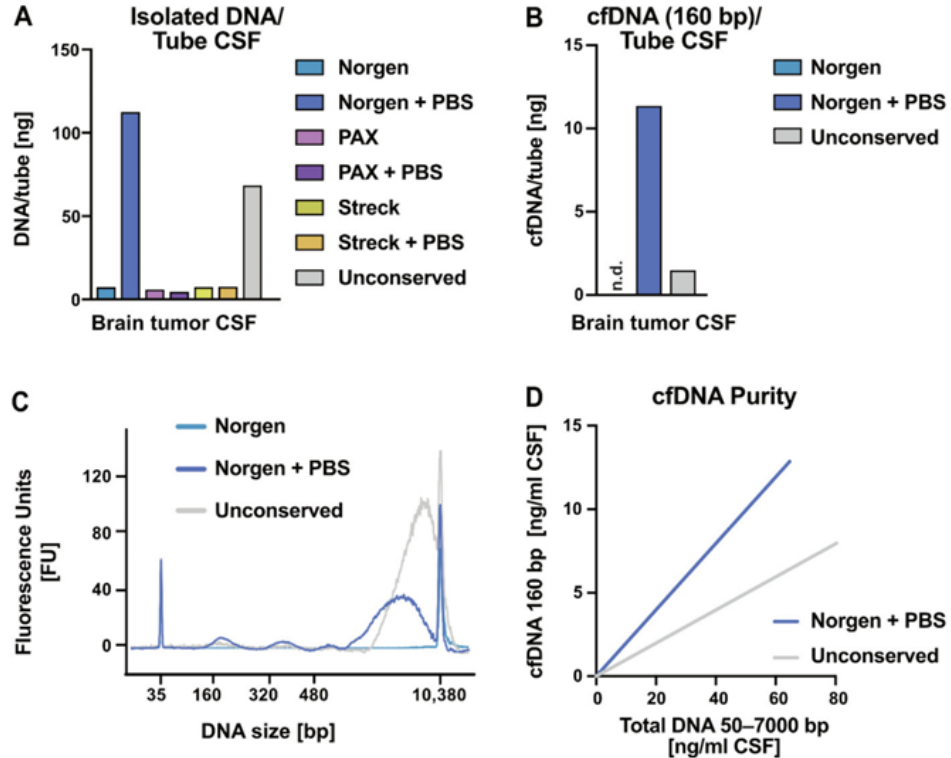 A
Isolated DNA/
Tube CSF
DNA/tube [ng]
150
100
50
0
Brain tumor CSF
Norgen
Norgen + PBS
PAX
PAX + PBS
Streck
Streck + PBS
Unconserved
B
cfDNA (160 bp)/
Tube CSF
cfDNA/tube [ng]
15
10
5
0
n.d.
Brain tumor CSF
Norgen
Norgen + PBS
Unconserved
C
Norgen
Norgen + PBS
Unconserved
Fluorescence Units
[FU]
120
80
40
0
35 160 320 480 10,380
DNA size [bp]
D
cfDNA Purity
cfDNA 160 bp [ng/ml CSF]
15
10
5
0
Norgen + PBS
Unconserved
0 20 40 60 80
Total DNA 50–7000 bp
[ng/ml CSF]